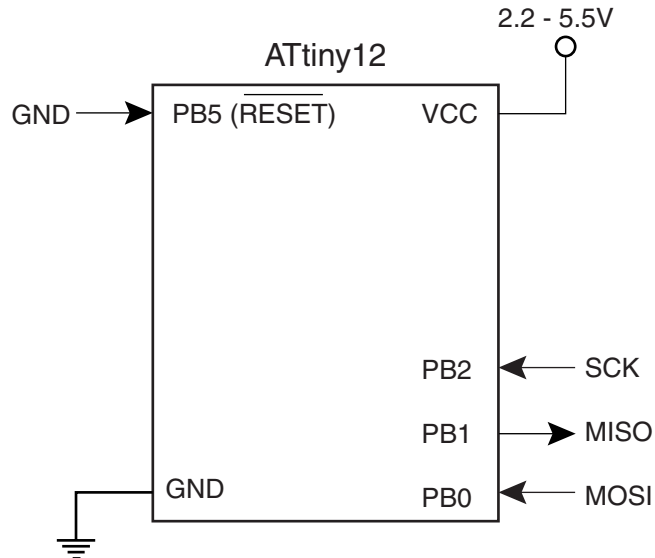 2.2 - 5.5V
ATtiny12
GND
PB5 (RESET)
VCC
PB2
SCK
PB1
MISO
GND
PB0
MOSI